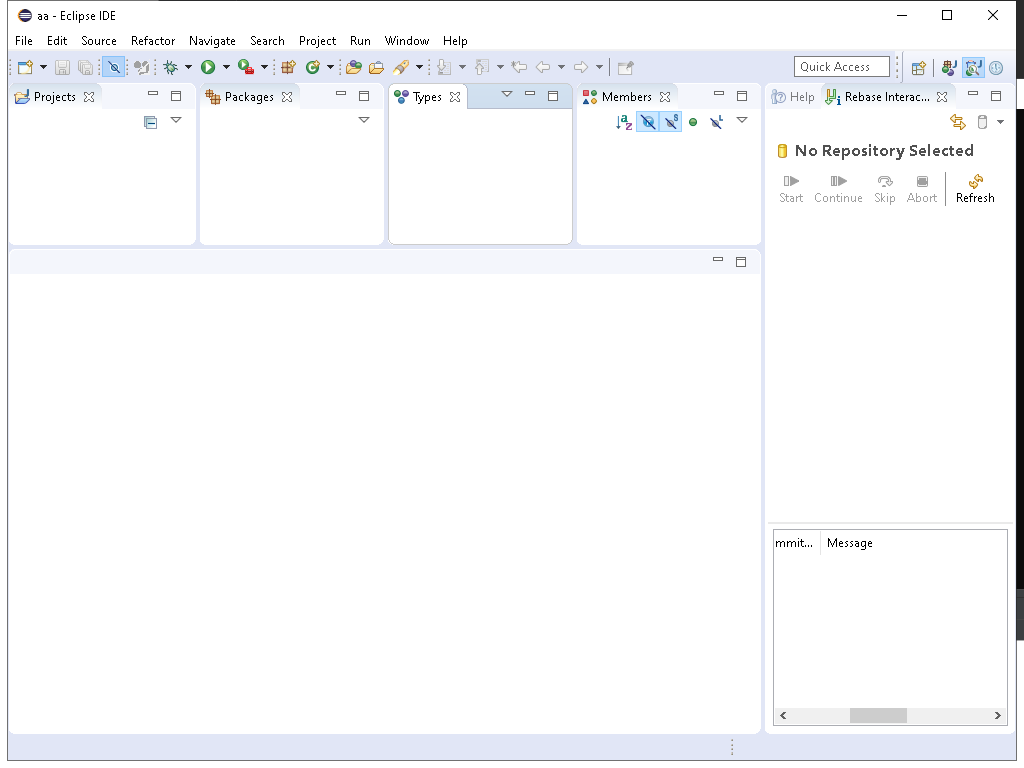 aa - Eclipse IDE
File Edit Source Refactor Navigate Search Project Run Window Help
Quick Access
Projects Packages Types Members Help Rebase Interac...
No Repository Selected
Start Continue Skip Abort Refresh
mmit... Message